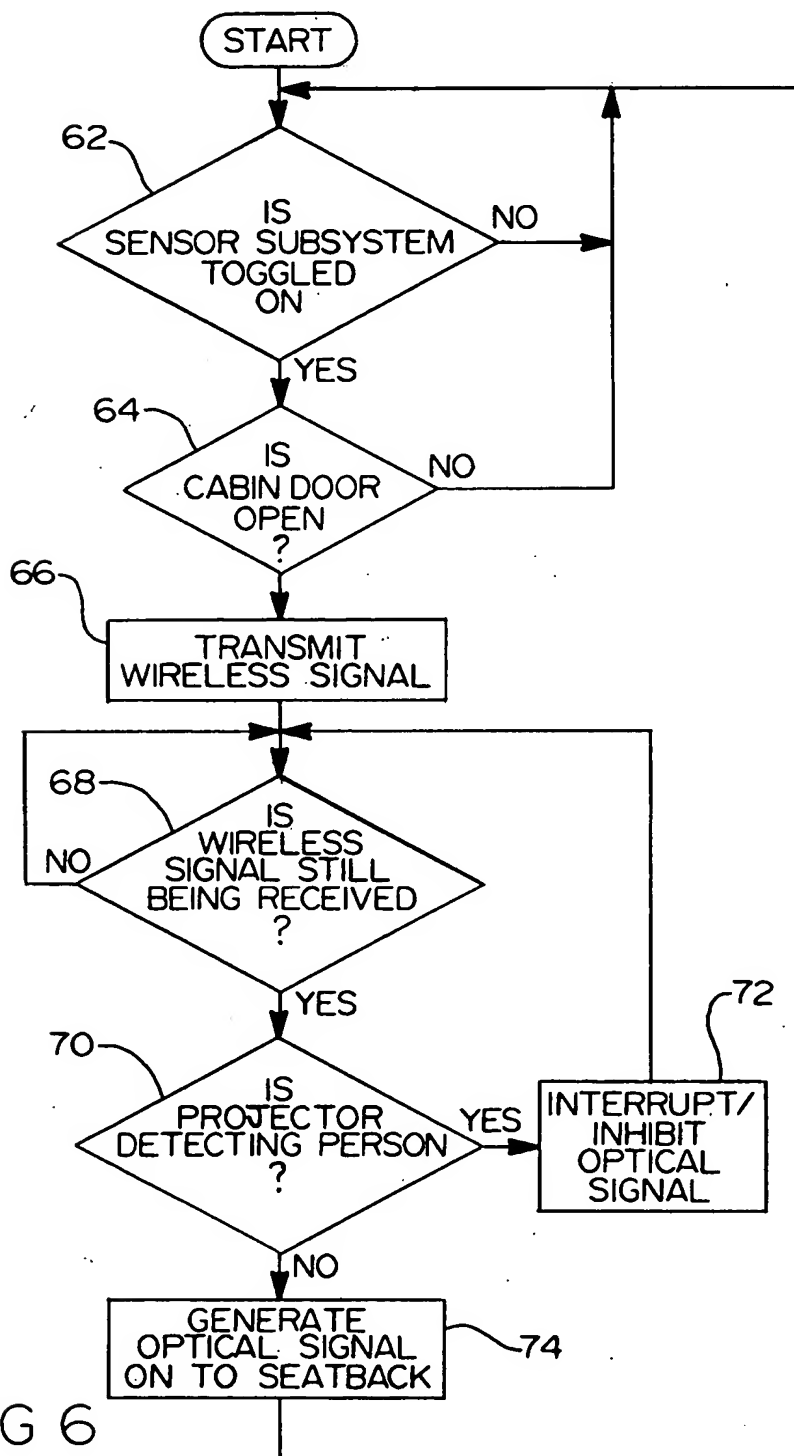 START
62
IS
SENSOR SUBSYSTEM
TOGGLED
ON
NO
YES
64
IS
CABIN DOOR
OPEN
?
NO
66
TRANSMIT
WIRELESS SIGNAL
68
IS
WIRELESS
SIGNAL STILL
BEING RECEIVED
?
NO
YES
70
IS
PROJECTOR
DETECTING PERSON
?
YES
72
INTERRUPT/
INHIBIT
OPTICAL
SIGNAL
NO
GENERATE
OPTICAL SIGNAL
ON TO SEATBACK
74
G 6